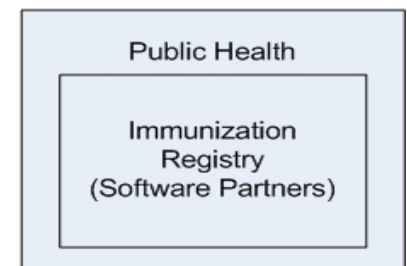 Public Health
Immunization
Registry
(Software Partners)